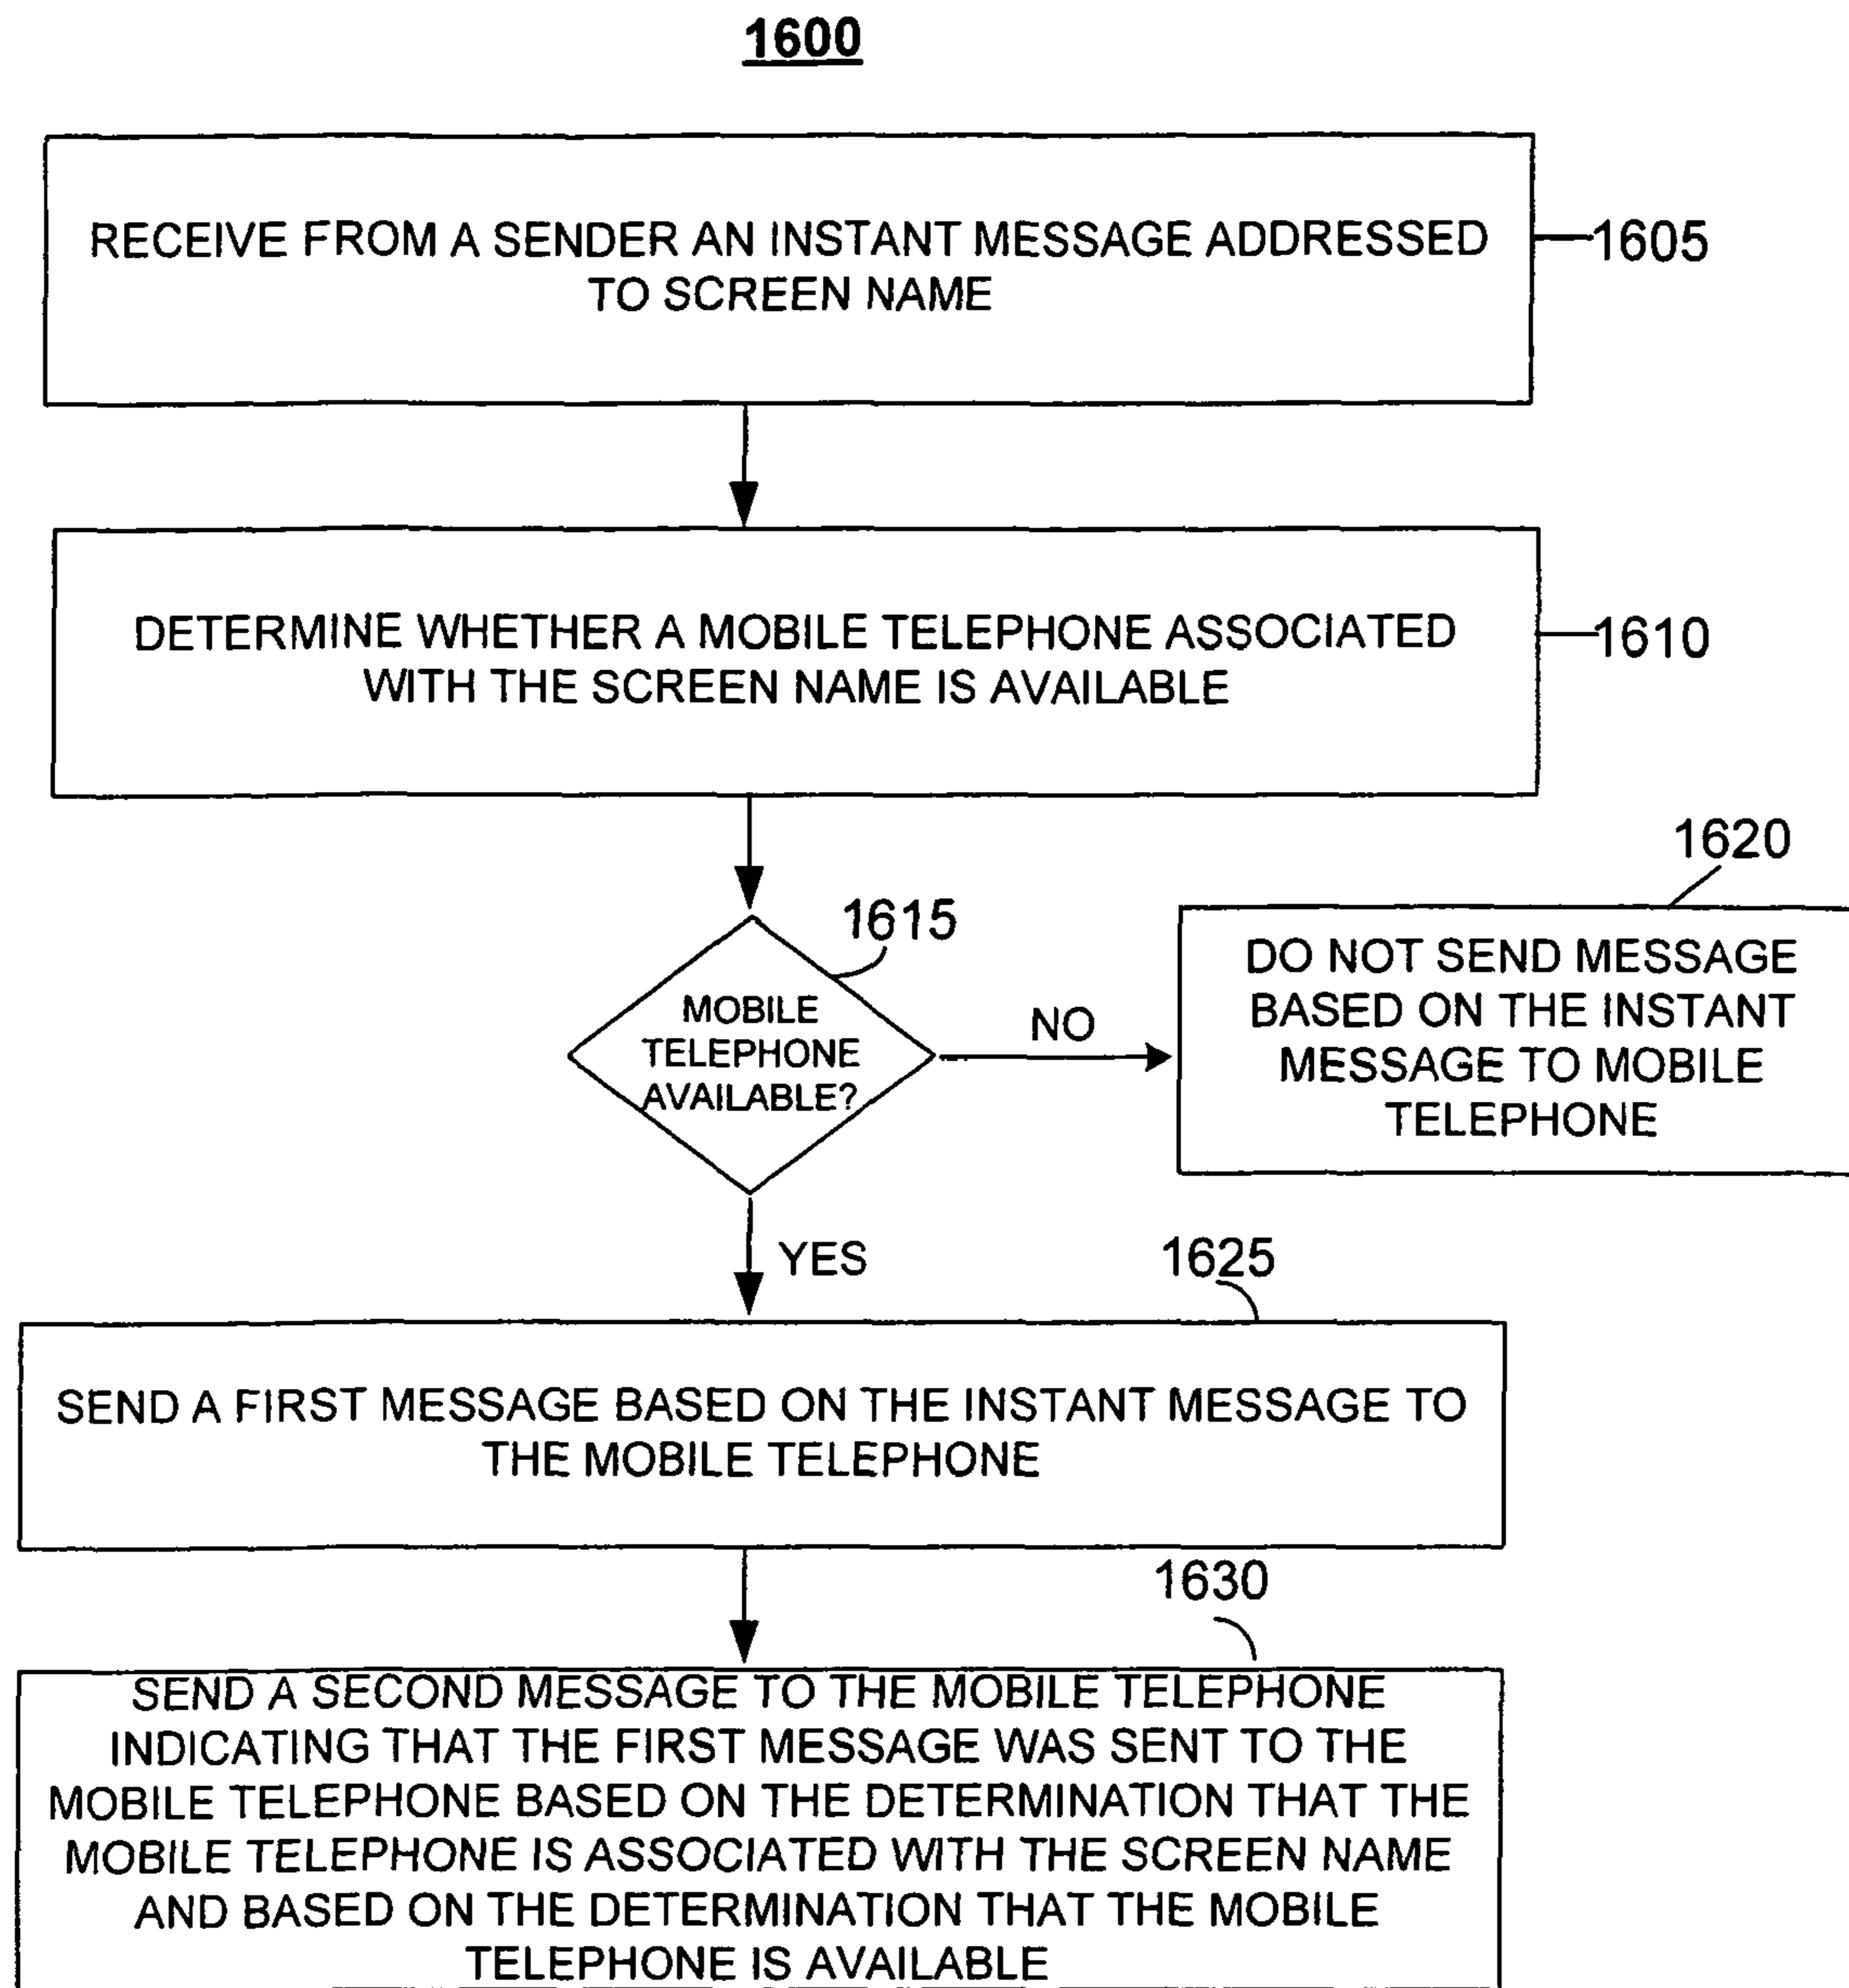 1600
RECEIVE FROM A SENDER AN INSTANT MESSAGE ADDRESSED
TO SCREEN NAME
1605
DETERMINE WHETHER A MOBILE TELEPHONE ASSOCIATED
WITH THE SCREEN NAME IS AVAILABLE
1610
1615
MOBILE
TELEPHONE
AVAILABLE?
NO
1620
DO NOT SEND MESSAGE
BASED ON THE INSTANT
MESSAGE TO MOBILE
TELEPHONE
YES
1625
SEND A FIRST MESSAGE BASED ON THE INSTANT MESSAGE TO
THE MOBILE TELEPHONE
1630
SEND A SECOND MESSAGE TO THE MOBILE TELEPHONE
INDICATING THAT THE FIRST MESSAGE WAS SENT TO THE
MOBILE TELEPHONE BASED ON THE DETERMINATION THAT THE
MOBILE TELEPHONE IS ASSOCIATED WITH THE SCREEN NAME
AND BASED ON THE DETERMINATION THAT THE MOBILE
TELEPHONE IS AVAILABLE